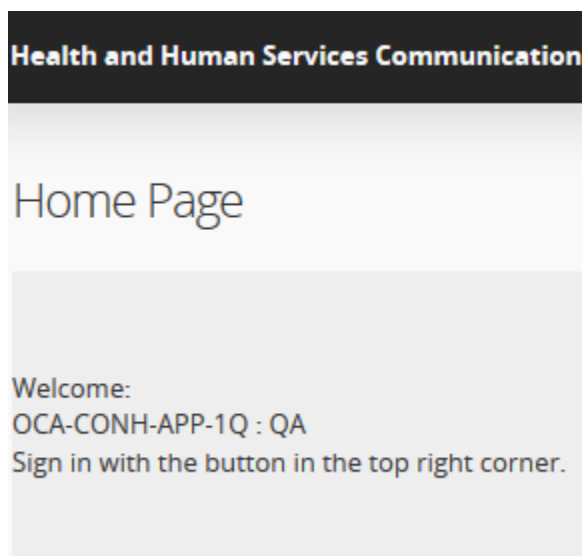 Health and Human Services Communication
Home Page
Welcome:
OCA-CONH-APP-1Q : QA
Sign in with the button in the top right corner.